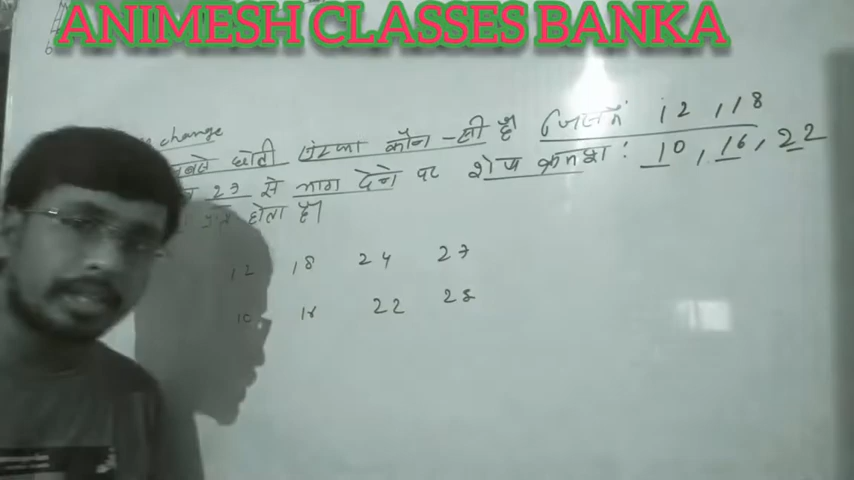 ANIMESH CLASSES BANKA
change
सबसे छोटी संख्या कौन-सी है जिसमें 12, 18
27 से भाग देने पर शेष क्रमशः 10, 16, 22
होता है।
12 18 24 27
10 16 22 25